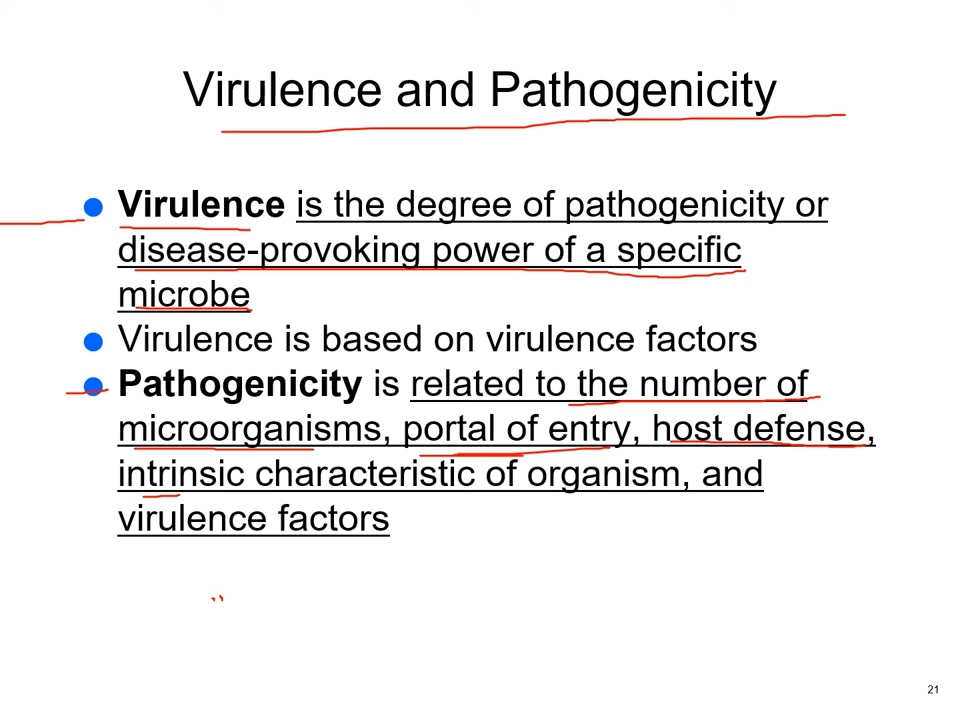 Virulence and Pathogenicity
Virulence is the degree of pathogenicity or
disease-provoking power of a specific
microbe
Virulence is based on virulence factors
Pathogenicity is related to the number of
microorganisms, portal of entry, host defense,
intrinsic characteristic of organism, and
virulence factors
21